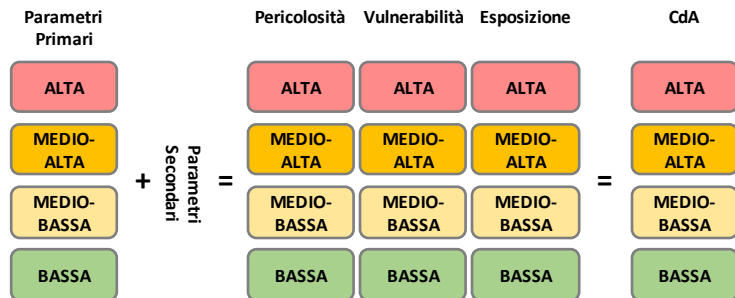 Parametri
Primari
Pericolosità Vulnerabilità Esposizione CdA
ALTA ALTA ALTA ALTA ALTA
MEDIO-
ALTA
MEDIO-
ALTA
MEDIO-
ALTA
MEDIO-
ALTA
MEDIO-
ALTA
+
Parametri
Secondari
=
=
MEDIO-
BASSA
MEDIO-
BASSA
MEDIO-
BASSA
MEDIO-
BASSA
MEDIO-
BASSA
BASSA BASSA BASSA BASSA BASSA